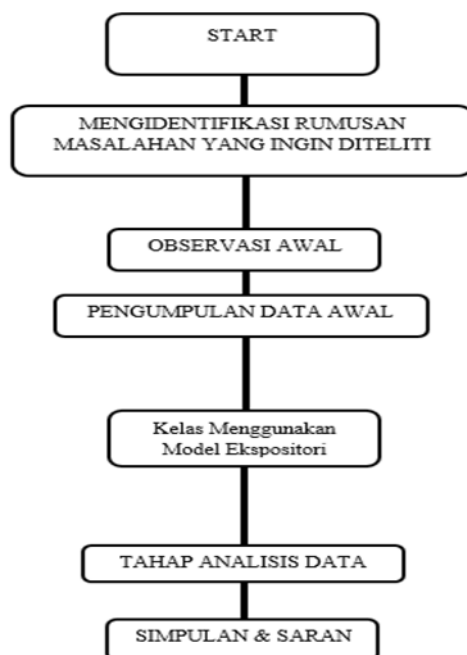 START
MENGIDENTIFIKASI RUMUSAN
MASALAHAN YANG INGIN DITELITI
OBSERVASI AWAL
PENGUMPULAN DATA AWAL
Kelas Menggunakan
Model Ekspositori
TAHAP ANALISIS DATA
SIMPULAN & SARAN